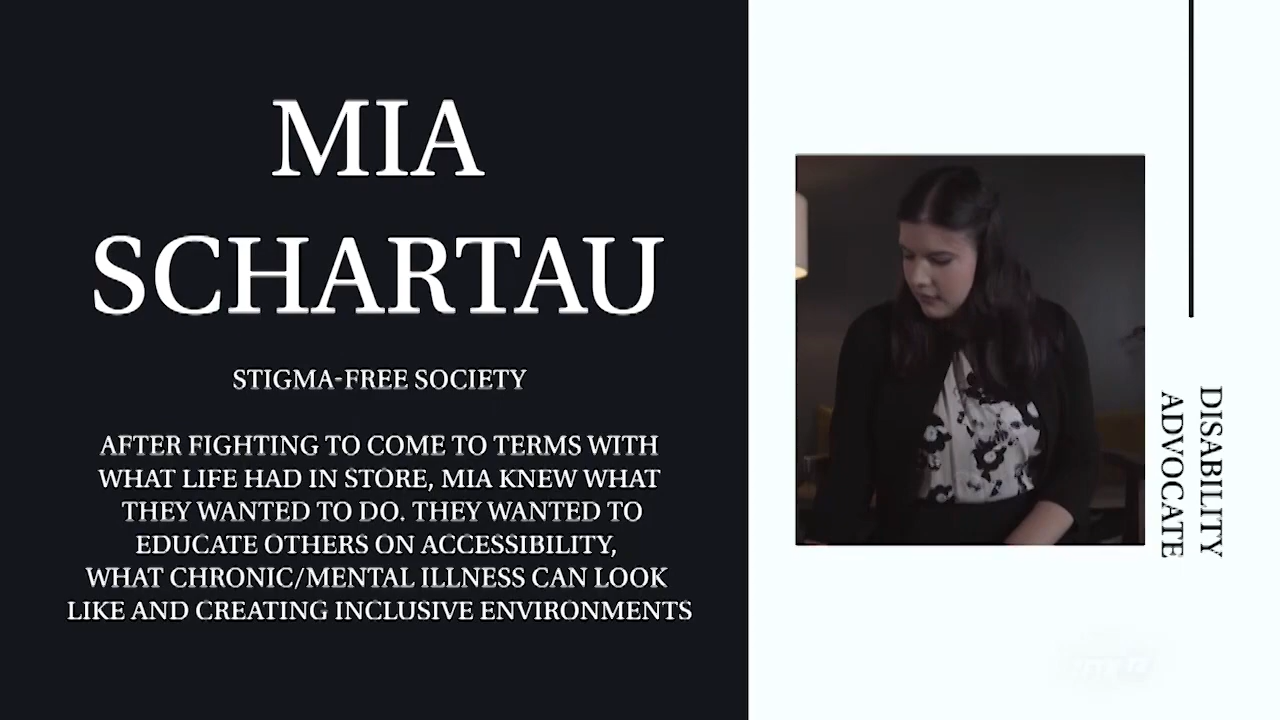 MIA
SCHARTAU
STIGMA-FREE SOCIETY
AFTER FIGHTING TO COME TO TERMS WITH
WHAT LIFE HAD IN STORE, MIA KNEW WHAT
THEY WANTED TO DO. THEY WANTED TO
EDUCATE OTHERS ON ACCESSIBILITY,
WHAT CHRONIC/MENTAL ILLNESS CAN LOOK
LIKE AND CREATING INCLUSIVE ENVIRONMENTS
DISABILITY
ADVOCATE